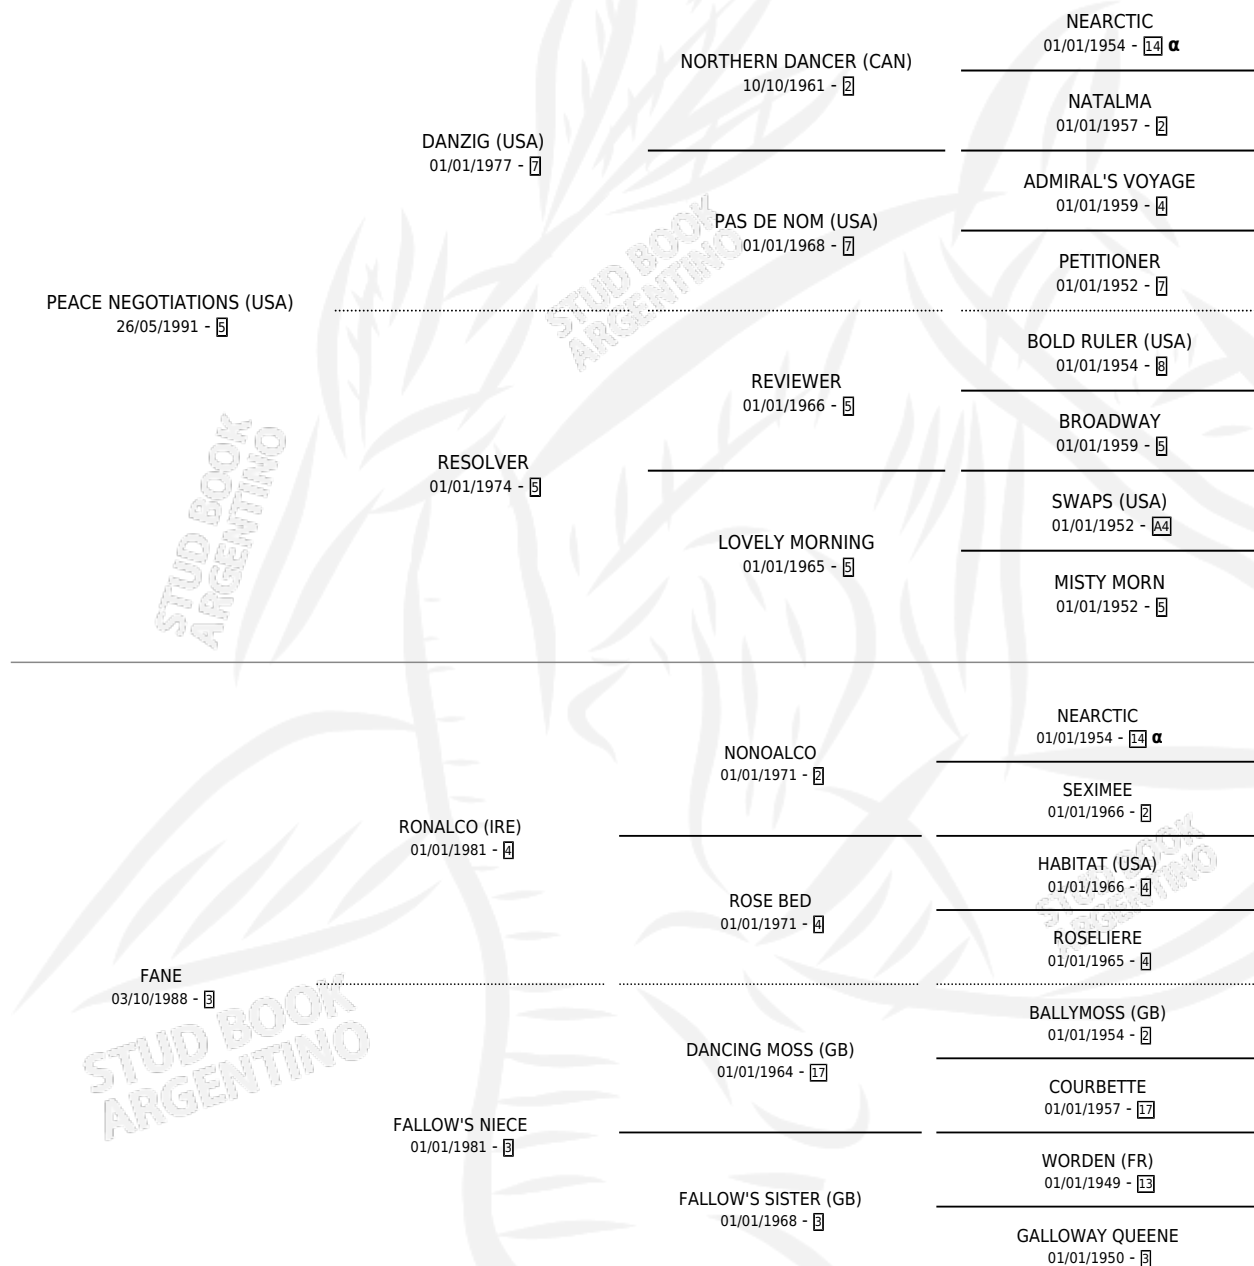 NEARCTIC
01/01/1954 - 14 α
NORTHERN DANCER (CAN)
10/10/1961 - 2
NATALMA
01/01/1957 - 2
DANZIG (USA)
01/01/1977 - 7
ADMIRAL'S VOYAGE
01/01/1959 - 4
PAS DE NOM (USA)
01/01/1968 - 7
PETITIONER
01/01/1952 - 7
PEACE NEGOTIATIONS (USA)
26/05/1991 - 5
BOLD RULER (USA)
01/01/1954 - 8
REVIEWER
01/01/1966 - 5
BROADWAY
01/01/1959 - 5
RESOLVER
01/01/1974 - 5
SWAPS (USA)
01/01/1952 - A4
LOVELY MORNING
01/01/1965 - 5
MISTY MORN
01/01/1952 - 5
NEARCTIC
01/01/1954 - 14 α
NONOALCO
01/01/1971 - 2
SEXIMEE
01/01/1966 - 2
RONALCO (IRE)
01/01/1981 - 4
HABITAT (USA)
01/01/1966 - 4
ROSE BED
01/01/1971 - 4
ROSELIERE
01/01/1965 - 4
FANE
03/10/1988 - 3
BALLYMOSS (GB)
01/01/1954 - 2
DANCING MOSS (GB)
01/01/1964 - 17
COURBETTE
01/01/1957 - 17
FALLOW'S NIECE
01/01/1981 - 3
WORDEN (FR)
01/01/1949 - 13
FALLOW'S SISTER (GB)
01/01/1968 - 3
GALLOWAY QUEENE
01/01/1950 - 3
STUD BOOK
ARGENTINO
STUD BOOK
ARGENTINO
STUD BOOK
ARGENTINO
STUD BOOK
ARGENTINO